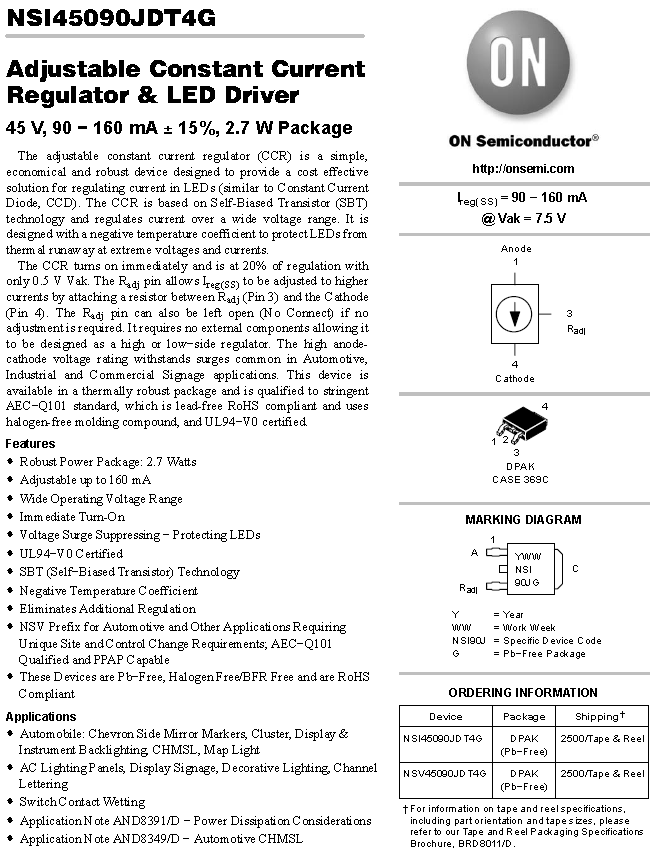 NSI45090JDT4G
Adjustable Constant Current
Regulator & LED Driver
45 V, 90 − 160 mA ± 15%, 2.7 W Package
The adjustable constant current regulator (CCR) is a simple,
economical and robust device designed to provide a cost effective
solution for regulating current in LEDs (similar to Constant Current
Diode, CCD). The CCR is based on Self-Biased Transistor (SBT)
technology and regulates current over a wide voltage range. It is
designed with a negative temperature coefficient to protect LEDs from
thermal runaway at extreme voltages and currents.
The CCR turns on immediately and is at 20% of regulation with
only 0.5 V Vak. The Radj pin allows Ireg(SS) to be adjusted to higher
currents by attaching a resistor between Radj (Pin 3) and the Cathode
(Pin 4). The Radj pin can also be left open (No Connect) if no
adjustment is required. It requires no external components allowing it
to be designed as a high or low−side regulator. The high anode-
cathode voltage rating withstands surges common in Automotive,
Industrial and Commercial Signage applications. This device is
available in a thermally robust package and is qualified to stringent
AEC−Q101 standard, which is lead-free RoHS compliant and uses
halogen-free molding compound, and UL94−V0 certified.
Features
• Robust Power Package: 2.7 Watts
• Adjustable up to 160 mA
• Wide Operating Voltage Range
• Immediate Turn-On
• Voltage Surge Suppressing − Protecting LEDs
• UL94−V0 Certified
• SBT (Self−Biased Transistor) Technology
• Negative Temperature Coefficient
• Eliminates Additional Regulation
• NSV Prefix for Automotive and Other Applications Requiring
Unique Site and Control Change Requirements; AEC−Q101
Qualified and PPAP Capable
• These Devices are Pb−Free, Halogen Free/BFR Free and are RoHS
Compliant
Applications
• Automobile: Chevron Side Mirror Markers, Cluster, Display &
Instrument Backlighting, CHMSL, Map Light
• AC Lighting Panels, Display Signage, Decorative Lighting, Channel
Lettering
• Switch Contact Wetting
• Application Note AND8391/D − Power Dissipation Considerations
• Application Note AND8349/D − Automotive CHMSL
ON
ON Semiconductor®
http://onsemi.com
Ireg(SS) = 90 − 160 mA
@ Vak = 7.5 V
Anode
1
3
Radj
4
Cathode
4
1 2
3
DPAK
CASE 369C
MARKING DIAGRAM
1
A
YWW
NSI
90JG
C
Radj
Y = Year
WW = Work Week
NSI90J = Specific Device Code
G = Pb−Free Package
ORDERING INFORMATION
Device Package Shipping†
NSI45090JDT4G DPAK (Pb−Free) 2500/Tape & Reel
NSV45090JDT4G DPAK (Pb−Free) 2500/Tape & Reel
†For information on tape and reel specifications,
including part orientation and tape sizes, please
refer to our Tape and Reel Packaging Specifications
Brochure, BRD8011/D.